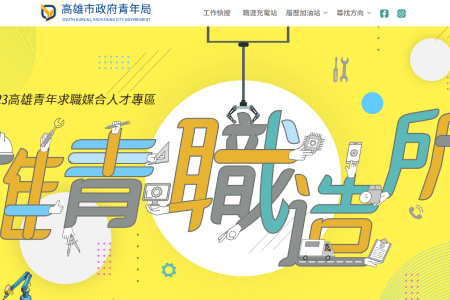 高雄市政府青年局
YOUTH BUREAU, KAOHSIUNG CITY GOVERNMENT
工作快搜
職涯充電站
履歷加油站
尋找方向
23高雄青年求職媒合人才專區
雄青職造所